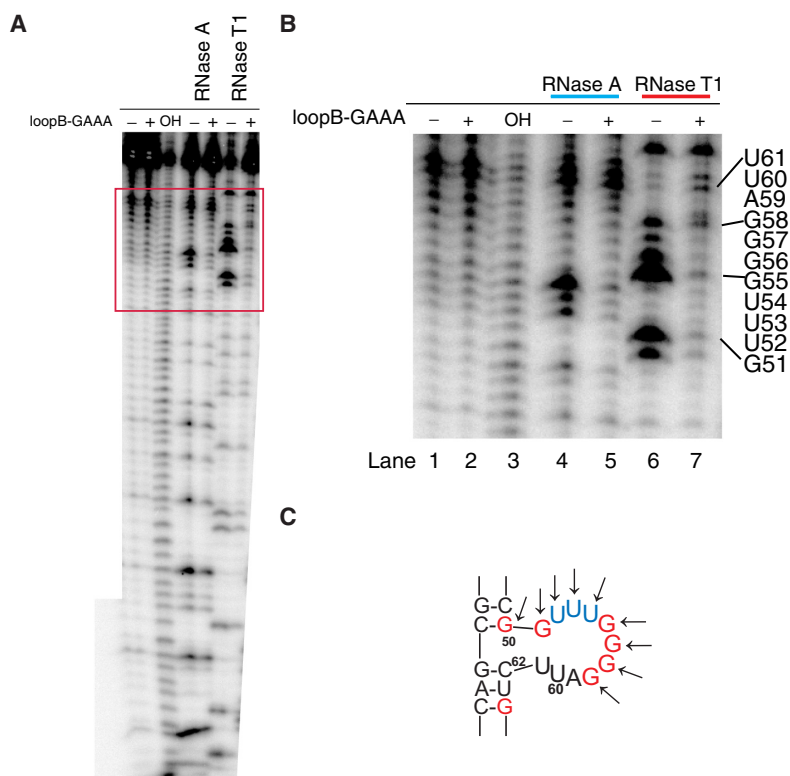 A
RNase A
RNase T1
loopB-GAAA
– + OH – + – +
B
RNase A RNase T1
loopB-GAAA
– + OH – + – +
U61
U60
A59
G58
G57
G56
G55
U54
U53
U52
G51
Lane 1 2 3 4 5 6 7
C
G-C
C-G G U U U G
50
G
G
G-C 62 U U A G
60
A-U
C-G